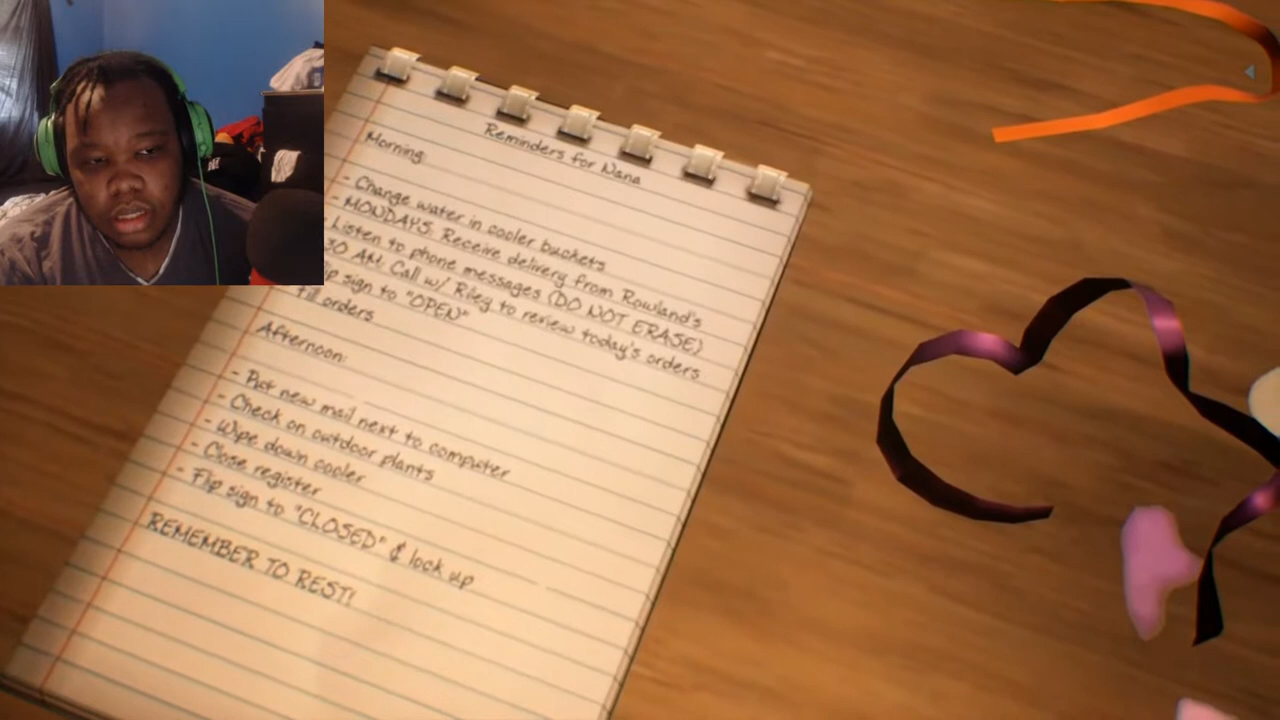 Reminders for Nana
Morning:
- Change water in cooler buckets
- MONDAYS: Receive delivery from Rowland's
Listen to phone messages (DO NOT ERASE)
30 AM: Call w/ Riley to review today's orders
ip sign to "OPEN"
fill orders
Afternoon:
- Put new mail next to computer
- Check on outdoor plants
- Wipe down cooler
- Close register
- Flip sign to "CLOSED" & lock up
REMEMBER TO REST!